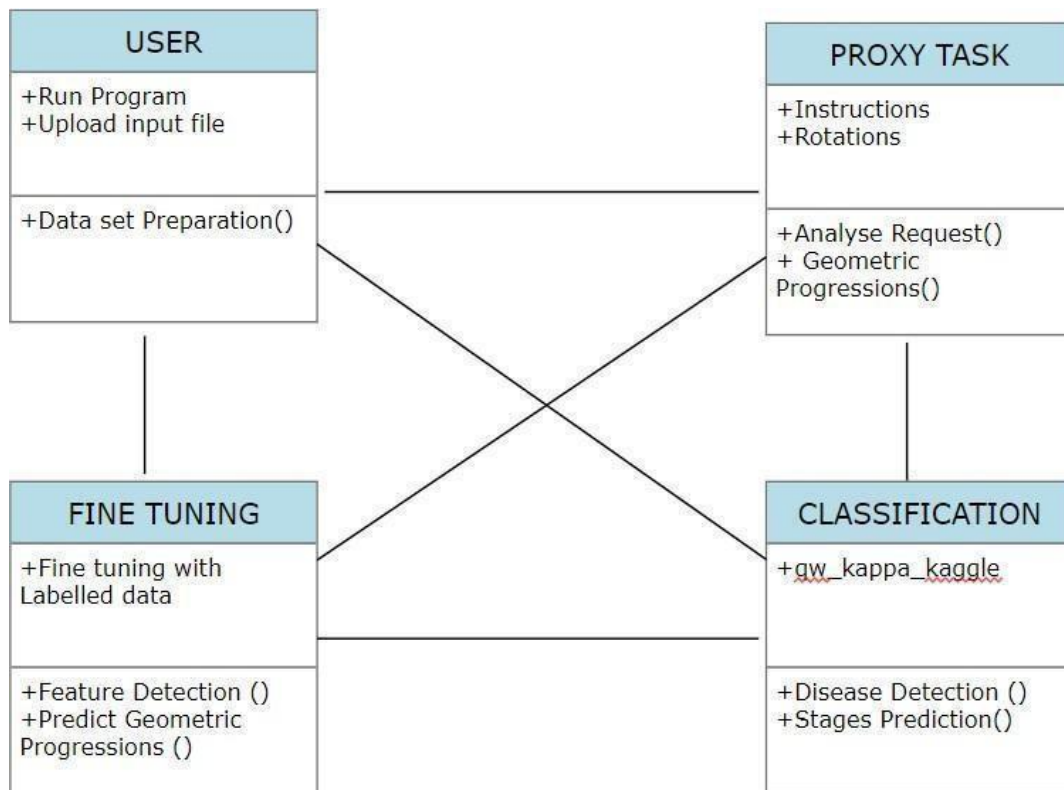 USER
+Run Program
+Upload input file
+Data set Preparation()
PROXY TASK
+Instructions
+Rotations
+Analyse Request()
+ Geometric
Progressions()
FINE TUNING
+Fine tuning with
Labelled data
+Feature Detection ()
+Predict Geometric
Progressions ()
CLASSIFICATION
+qw_kappa_kaggle
+Disease Detection ()
+Stages Prediction()